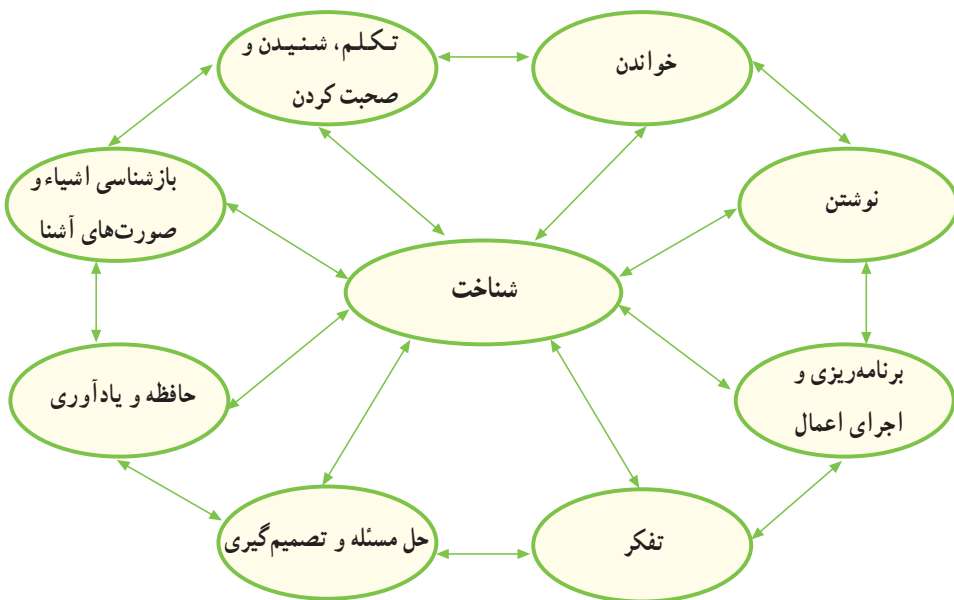 خواندن
تکلم، شنیدن و
صحبت کردن
نوشتن
بازشناسی اشیاء و
صورت‌های آشنا
شناخت
برنامه‌ریزی و
اجرای اعمال
حافظه و یادآوری
تفکر
حل مسئله و تصمیم‌گیری